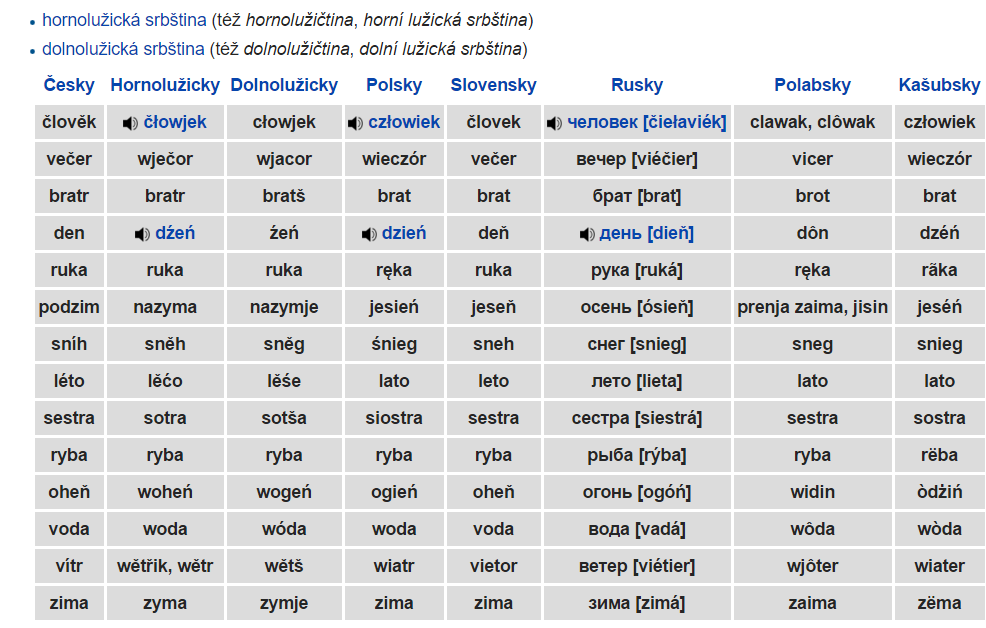 hornolužická srbština (též hornolužičtina, horní lužická srbština)
dolnolužická srbština (též dolnolužičtina, dolní lužická srbština)
Česky Hornolužicky Dolnolužicky Polsky Slovensky Rusky Polabsky Kašubsky
člověk čłowjek cłowjek człowiek človek человек [čiełaviék] clawak, clôwak człowiek
večer wječor wjacor wieczór večer вечер [viéčier] vicer wieczór
bratr bratr bratš brat brat брат [brat] brot brat
den dźeń źeń dzień deň день [dieň] dôn dzéń
ruka ruka ruka ręka ruka рука [ruká] ręka rãka
podzim nazyma nazymje jesień jeseň осень [ósień] prenja zaima, jisin jeséń
sníh sněh sněg śnieg sneh снег [snieg] sneg snieg
léto lěćo lěśe lato leto лето [lieta] lato lato
sestra sotra sotša siostra sestra сестра [siestrá] sestra sostra
ryba ryba ryba ryba ryba рыба [rýba] ryba rëba
oheň woheń wogeń ogień oheň огонь [ogóń] widin òdżiń
voda woda wóda woda voda вода [vadá] wôda wòda
vítr wětřik, wětr wětš wiatr vietor ветер [viétier] wjôter wiater
zima zyma zymje zima zima зима [zimá] zaima zëma